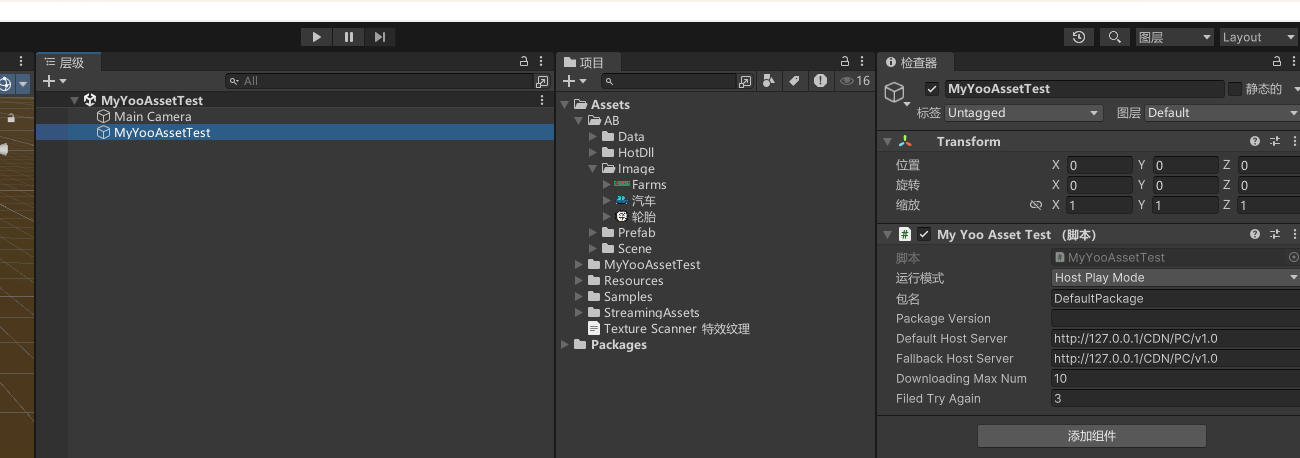 图层
Layout
层级
All
MyYooAssetTest
Main Camera
MyYooAssetTest
项目
16
Assets
AB
Data
HotDll
Image
Farms
汽车
轮胎
Prefab
Scene
MyYooAssetTest
Resources
Samples
StreamingAssets
Texture Scanner 特效纹理
Packages
检查器
MyYooAssetTest
静态的
标签 Untagged 图层 Default
Transform
位置 X 0 Y 0 Z 0
旋转 X 0 Y 0 Z 0
缩放 X 1 Y 1 Z 1
# My Yoo Asset Test （脚本）
脚本 # MyYooAssetTest
运行模式 Host Play Mode
包名 DefaultPackage
Package Version
Default Host Server http://127.0.0.1/CDN/PC/v1.0
Fallback Host Server http://127.0.0.1/CDN/PC/v1.0
Downloading Max Num 10
Filed Try Again 3
添加组件